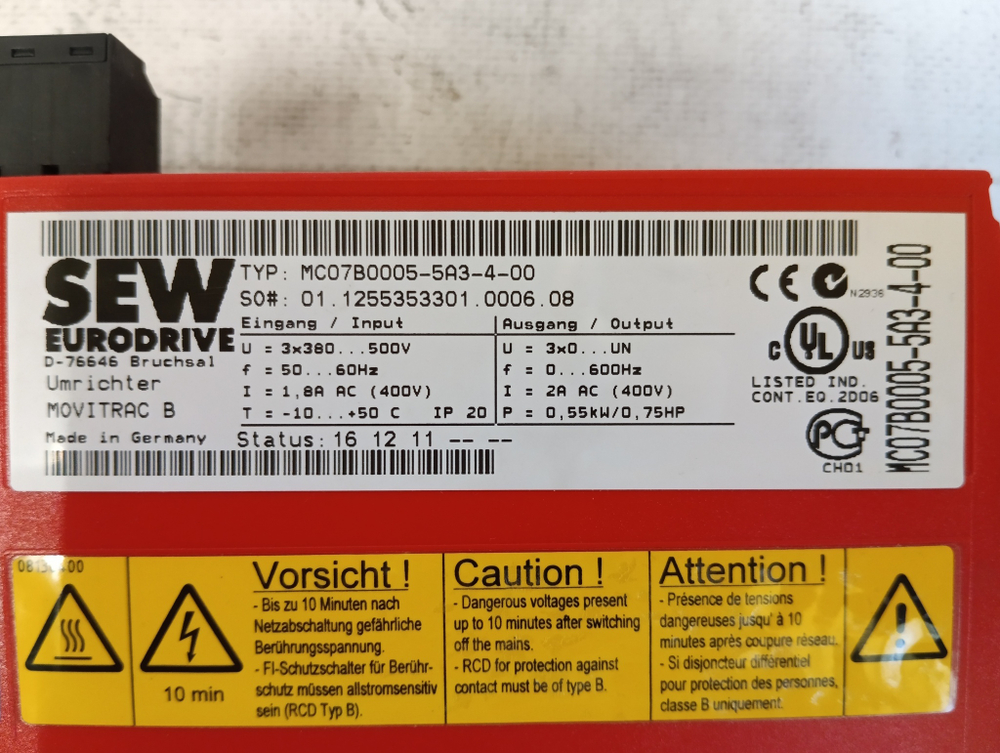 SEW
EURODRIVE
D-76646 Bruchsal
Umrichter
MOVITRAC B
Made in Germany
TYP: MC07B0005-5A3-4-00
SO#: 01.1255353301.0006.08
Eingang / Input
U = 3x380...500V
f = 50...60Hz
I = 1,8A AC (400V)
T = -10...+50 C IP 20
Ausgang / Output
U = 3x0...UN
f = 0...600Hz
I = 2A AC (400V)
P = 0,55kW/0,75HP
Status: 16 12 11 -- --
CE
N2936
C UL US
LISTED IND.
CONT.EQ.2D06
PC
CH01
MC07B0005-5A3-4-00
10 min
Vorsicht !
- Bis zu 10 Minuten nach
Netzabschaltung gefährliche
Berührungsspannung.
- FI-Schutzschalter für Berühr-
schutz müssen allstromsensitiv
sein (RCD Typ B).
Caution !
- Dangerous voltages present
up to 10 minutes after switching
off the mains.
- RCD for protection against
contact must be of type B.
Attention !
- Présence de tensions
dangereuses jusqu' à 10
minutes après coupure réseau.
- Si disjoncteur différentiel
pour protection des personnes,
classe B uniquement.